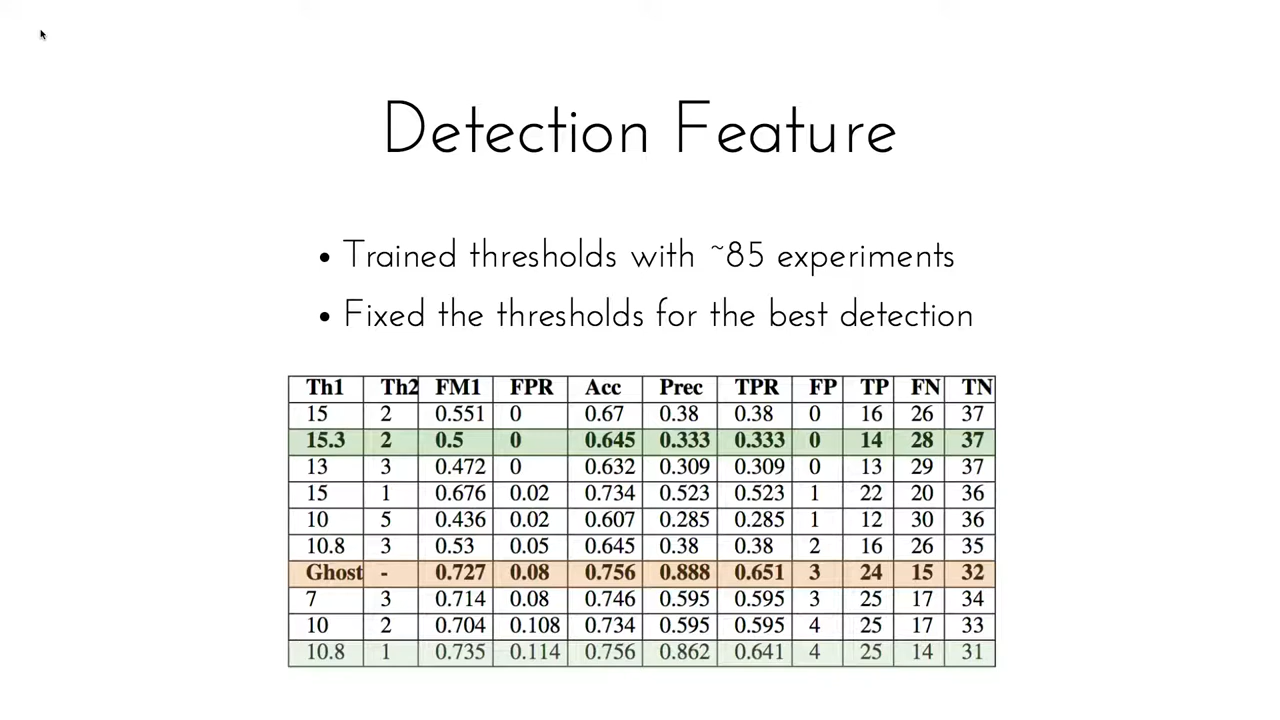 Detection Feature
• Trained thresholds with ~85 experiments
• Fixed the thresholds for the best detection
Th1 Th2 FM1 FPR Acc Prec TPR FP TP FN TN
15 2 0.551 0 0.67 0.38 0.38 0 16 26 37
15.3 2 0.5 0 0.645 0.333 0.333 0 14 28 37
13 3 0.472 0 0.632 0.309 0.309 0 13 29 37
15 1 0.676 0.02 0.734 0.523 0.523 1 22 20 36
10 5 0.436 0.02 0.607 0.285 0.285 1 12 30 36
10.8 3 0.53 0.05 0.645 0.38 0.38 2 16 26 35
Ghost - 0.727 0.08 0.756 0.888 0.651 3 24 15 32
7 3 0.714 0.08 0.746 0.595 0.595 3 25 17 34
10 2 0.704 0.108 0.734 0.595 0.595 4 25 17 33
10.8 1 0.735 0.114 0.756 0.862 0.641 4 25 14 31